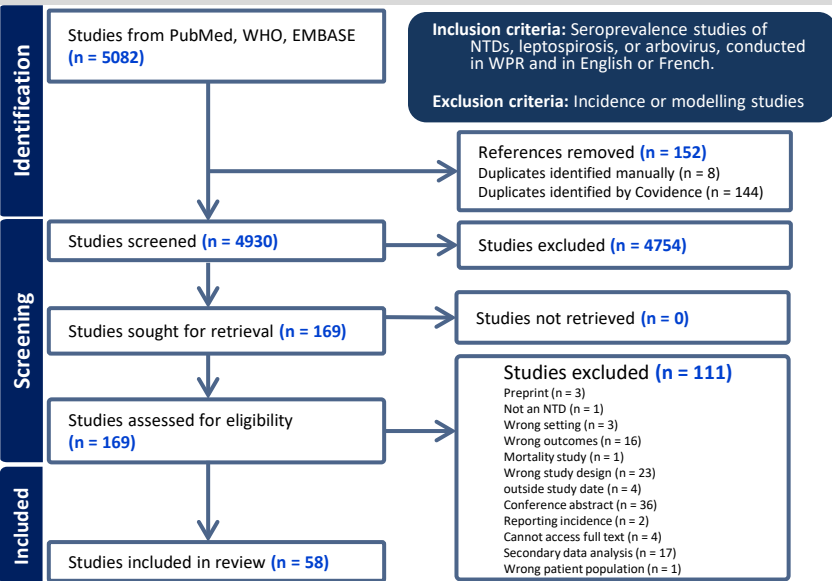 Identification
Studies from PubMed, WHO, EMBASE
(n = 5082)
Inclusion criteria: Seroprevalence studies of
NTDs, leptospirosis, or arbovirus, conducted
in WPR and in English or French.
Exclusion criteria: Incidence or modelling studies
References removed (n = 152)
Duplicates identified manually (n = 8)
Duplicates identified by Covidence (n = 144)
Screening
Studies screened (n = 4930)
Studies excluded (n = 4754)
Studies sought for retrieval (n = 169)
Studies not retrieved (n = 0)
Studies assessed for eligibility
(n = 169)
Studies excluded (n = 111)
Preprint (n = 3)
Not an NTD (n = 1)
Wrong setting (n = 3)
Wrong outcomes (n = 16)
Mortality study (n = 1)
Wrong study design (n = 23)
outside study date (n = 4)
Conference abstract (n = 36)
Reporting incidence (n = 2)
Cannot access full text (n = 4)
Secondary data analysis (n = 17)
Wrong patient population (n = 1)
Included
Studies included in review (n = 58)